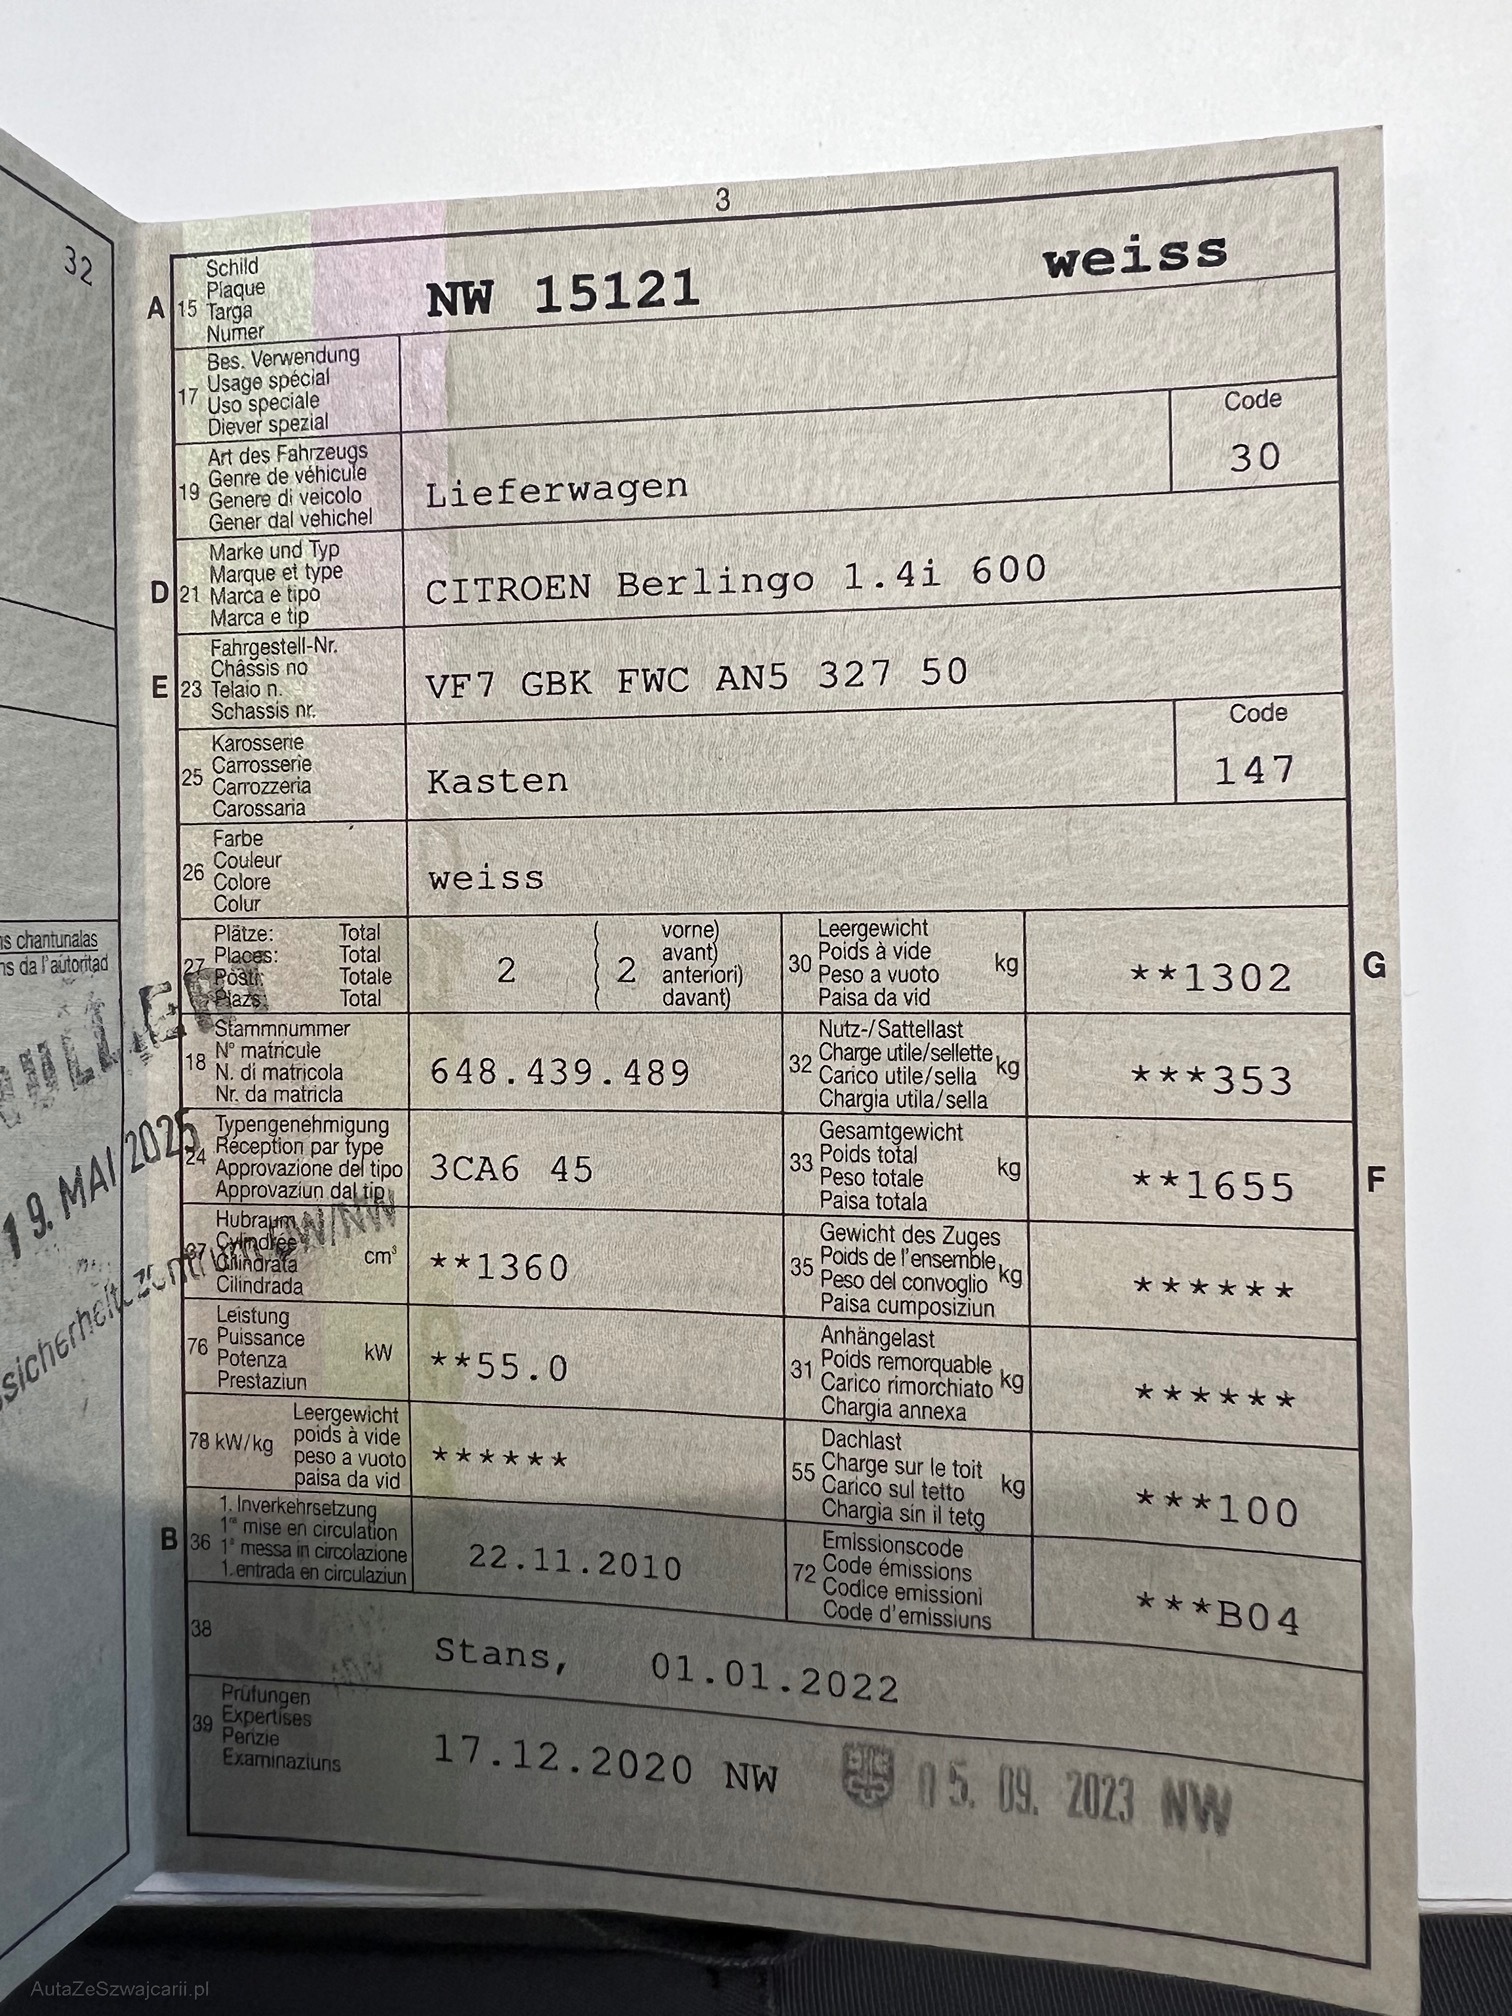 32
3
A 15 Schild
Plaque
Targa
Numer
NW 15121 weiss
17 Bes. Verwendung
Usage spécial
Uso speciale
Diever spezial
19 Art des Fahrzeugs
Genre de véhicule
Genere di veicolo
Gener dal vehichel
Lieferwagen
Code
30
D 21 Marke und Typ
Marque et type
Marca e tipo
Marca e tip
CITROEN Berlingo 1.4i 600
E 23 Fahrgestell-Nr.
Châssis no
Telaio n.
Schassis nr.
VF7 GBK FWC AN5 327 50
25 Karosserie
Carrosserie
Carrozzeria
Carossaria
Kasten
Code
147
26 Farbe
Couleur
Colore
Colur
weiss
27 Plätze: Total
Places: Total
Posti: Totale
Plazs: Total
2
( 2 vorne)
avant)
anteriori)
davant)
30 Leergewicht
Poids à vide
Peso a vuoto
Paisa da vid
kg
**1302
G
18 Stammnummer
N° matricule
N. di matricola
Nr. da matricla
648.439.489
32 Nutz-/Sattellast
Charge utile/sellette
Carico utile/sella
Chargia utila/sella
kg
***353
24 Typengenehmigung
Réception par type
Approvazione del tipo
Approvaziun dal tip
3CA6 45
33 Gesamtgewicht
Poids total
Peso totale
Paisa totala
kg
**1655
F
37 Hubraum
Cylindrée
Cilindrata
Cilindrada
cm³
**1360
35 Gewicht des Zuges
Poids de l'ensemble
Peso del convoglio
Paisa cumposiziun
kg
******
76 Leistung
Puissance
Potenza
Prestaziun
kW
**55.0
31 Anhängelast
Poids remorquable
Carico rimorchiato
Chargia annexa
kg
******
78 kW/kg
Leergewicht
poids à vide
peso a vuoto
paisa da vid
******
55 Dachlast
Charge sur le toit
Carico sul tetto
Chargia sin il tetg
kg
***100
B 36 1. Inverkehrsetzung
1re mise en circulation
1a messa in circolazione
1. entrada en circulaziun
22.11.2010
72 Emissionscode
Code émissions
Codice emissioni
Code d'emissiuns
***B04
38
Stans, 01.01.2022
39 Prüfungen
Expertises
Perizie
Examinaziuns
17.12.2020 NW
05. 09. 2023 NW
chantunalas
da l'autoritad
19. MAI 2025
OW/NW
AutaZeSzwajcarii.pl